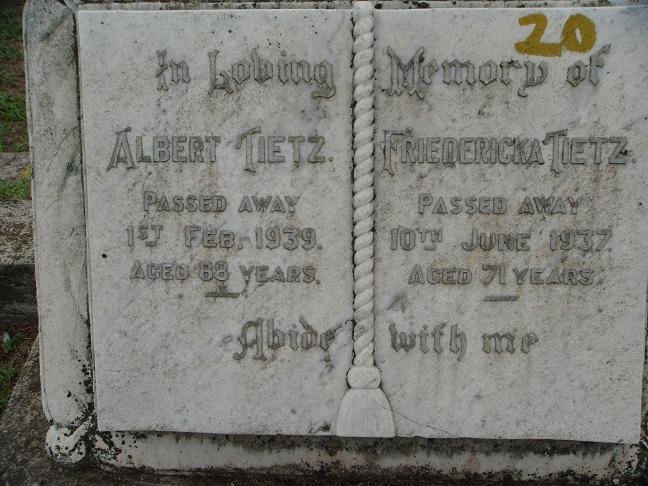 20
In Loving Memory of
ALBERT TIETZ.
PASSED AWAY
1ST FEB. 1939.
AGED 88 YEARS.
FRIEDERICKA TIETZ.
PASSED AWAY
10TH JUNE 1937.
AGED 71 YEARS.
Abide with me